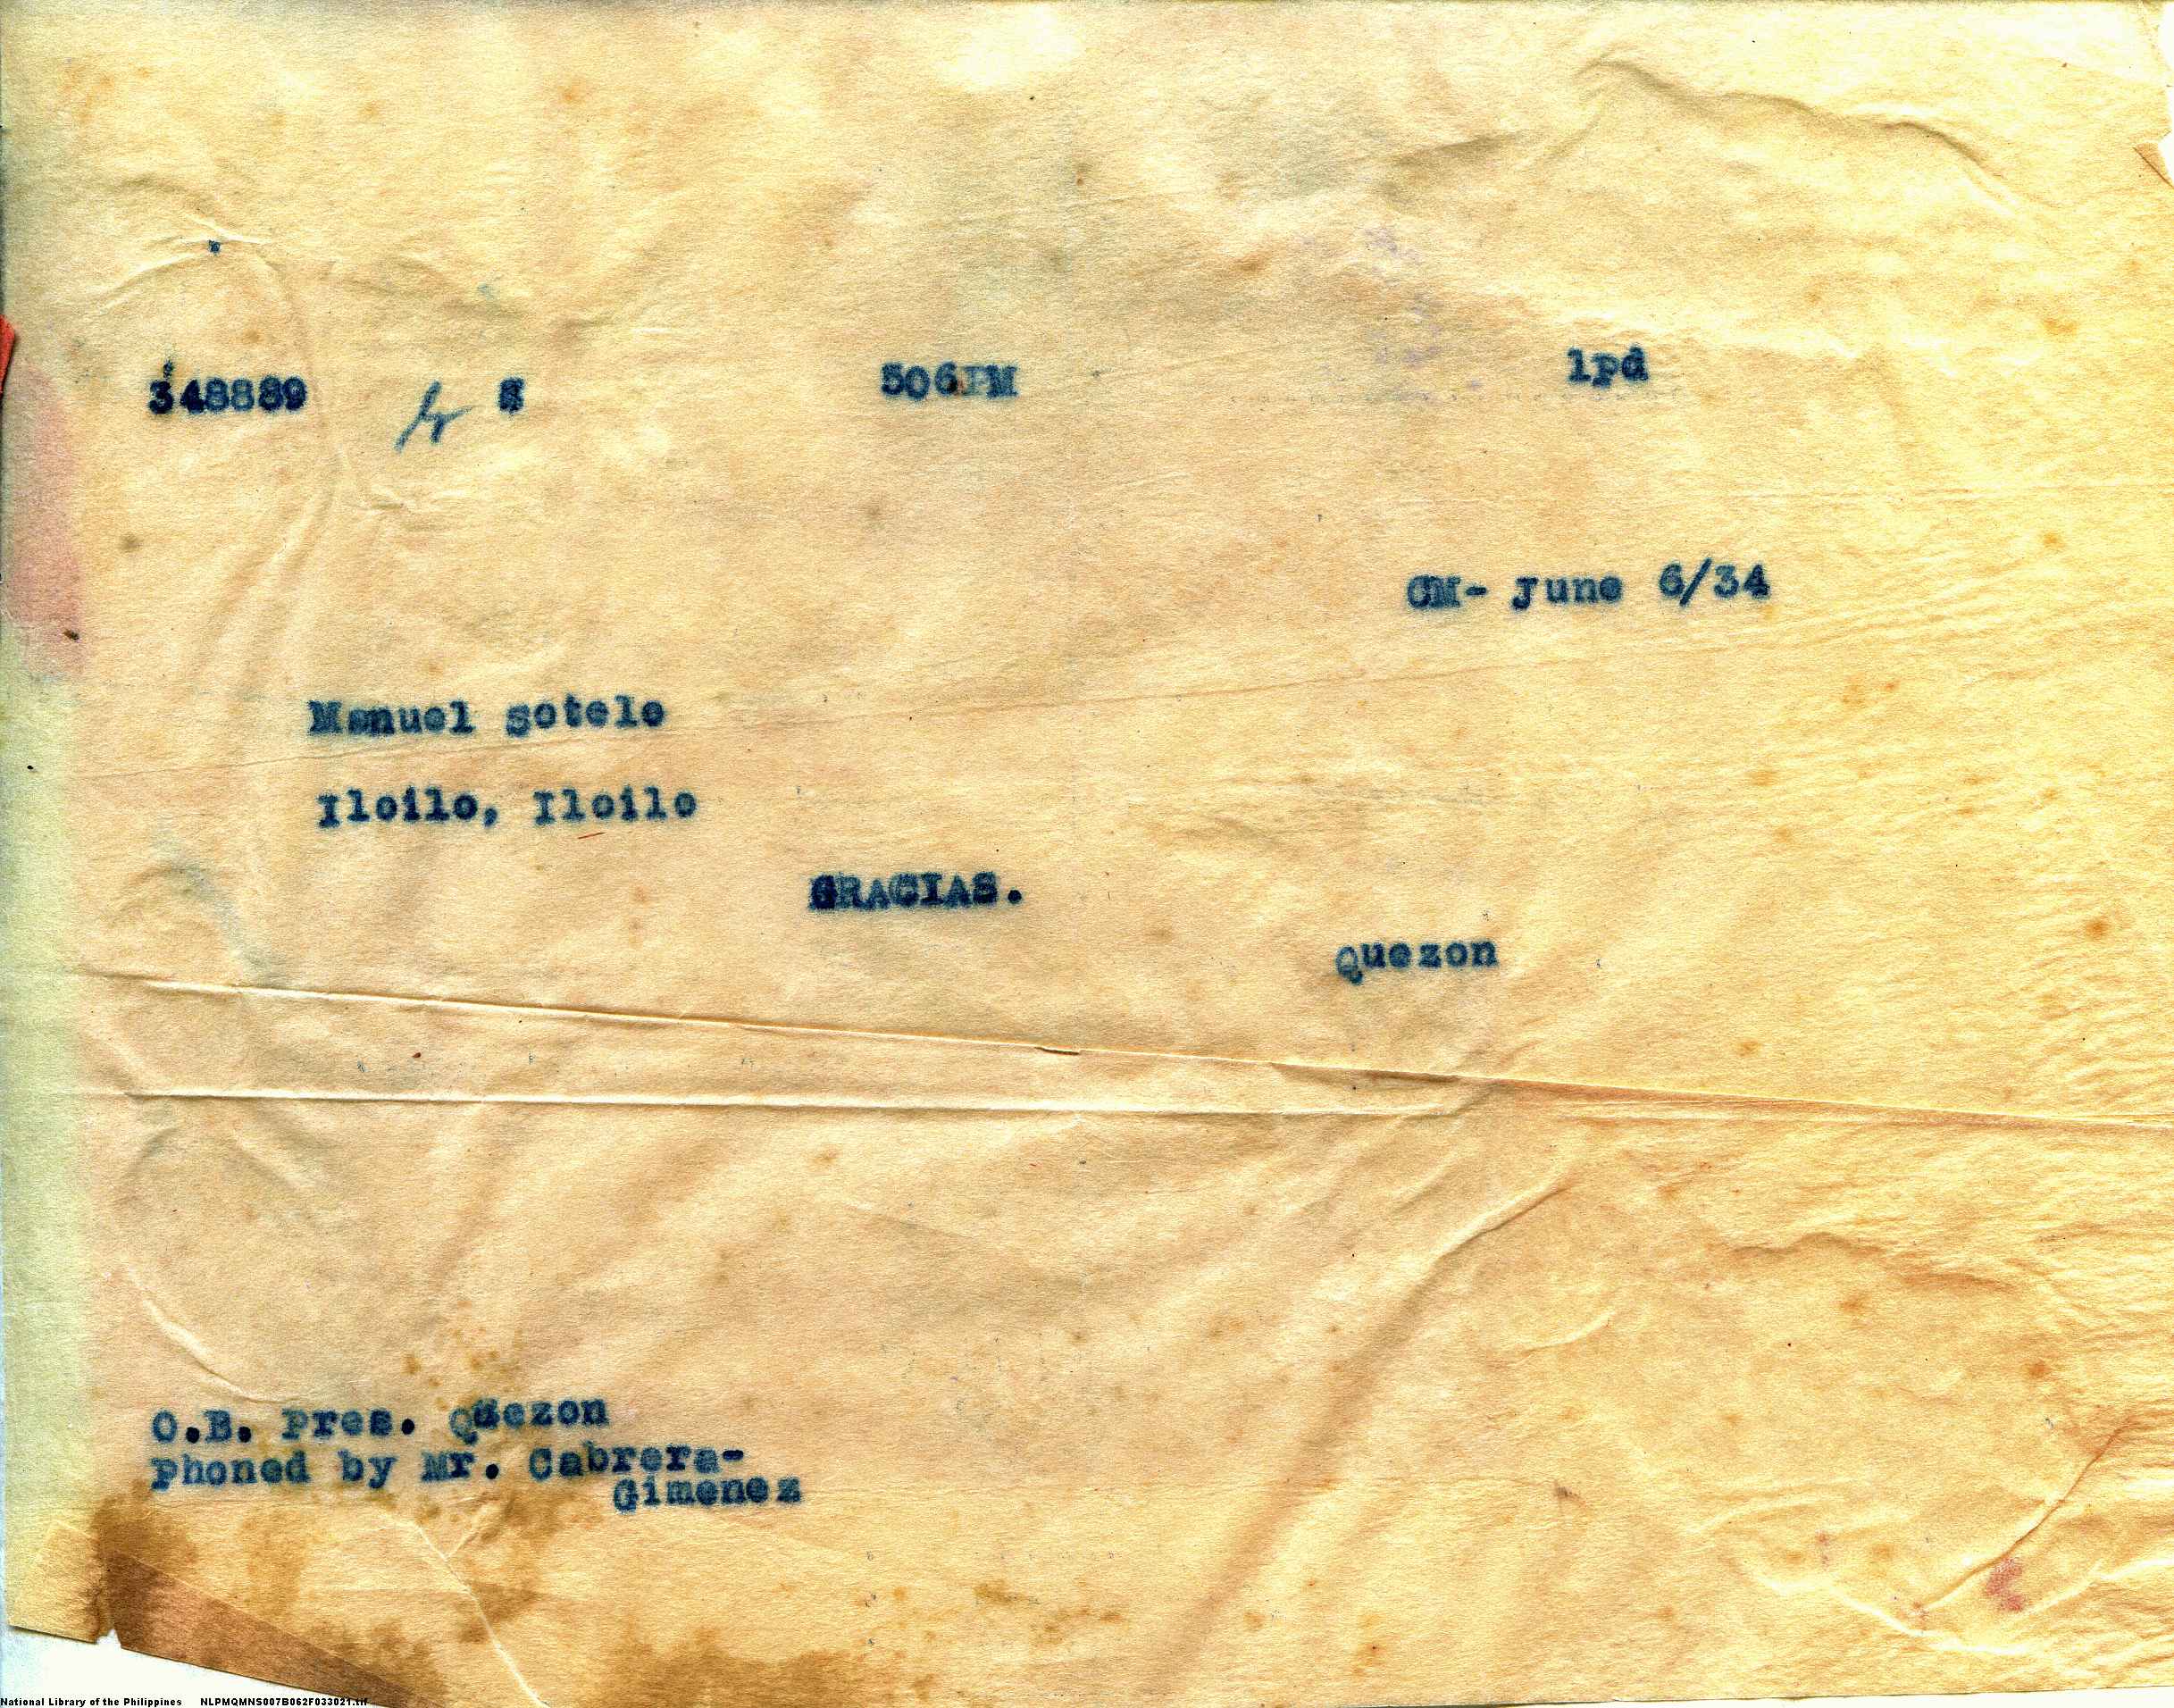 348889 506PM 1pd
CM- June 6/34
Manuel Sotelo
Iloilo, Iloilo
GRACIAS.
Quezon
O.B. Pres. Quezon
Phoned by Mr. Cabrera-
Gimenez
National Library of the Philippines NLPMQMNS007B062F033021.tif